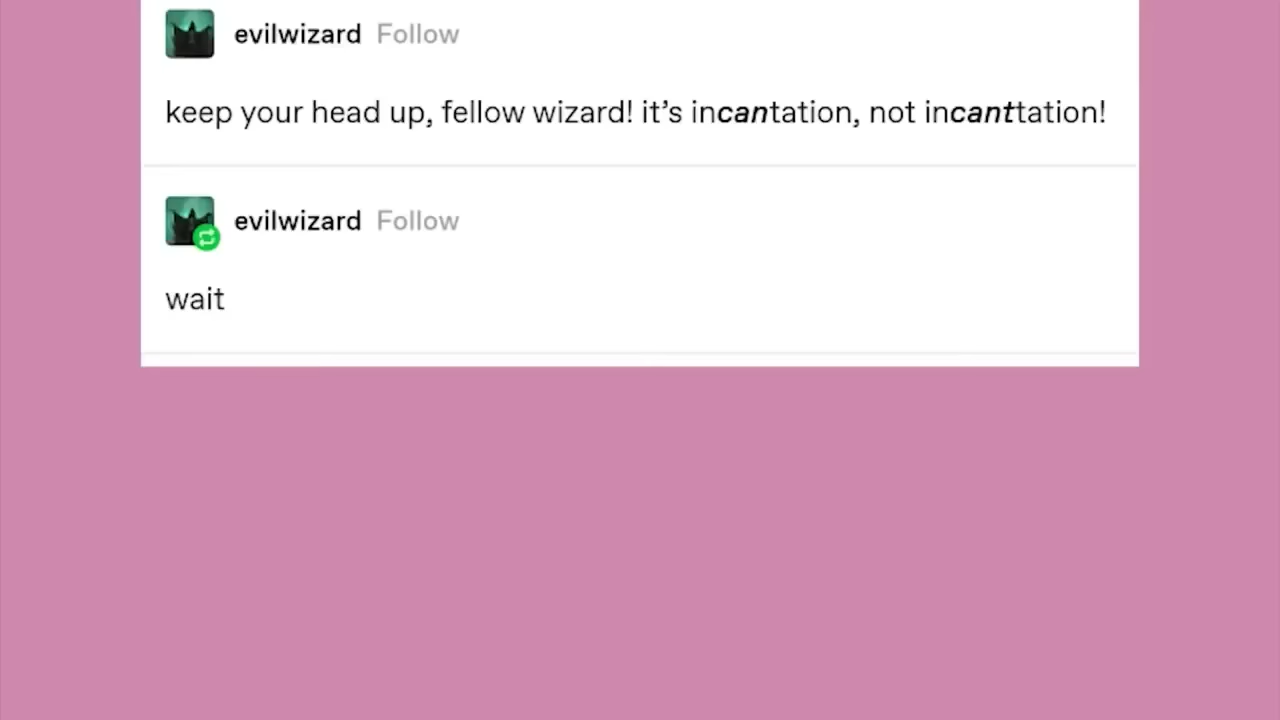 evilwizard Follow
keep your head up, fellow wizard! it’s incantation, not incanttation!
evilwizard Follow
wait